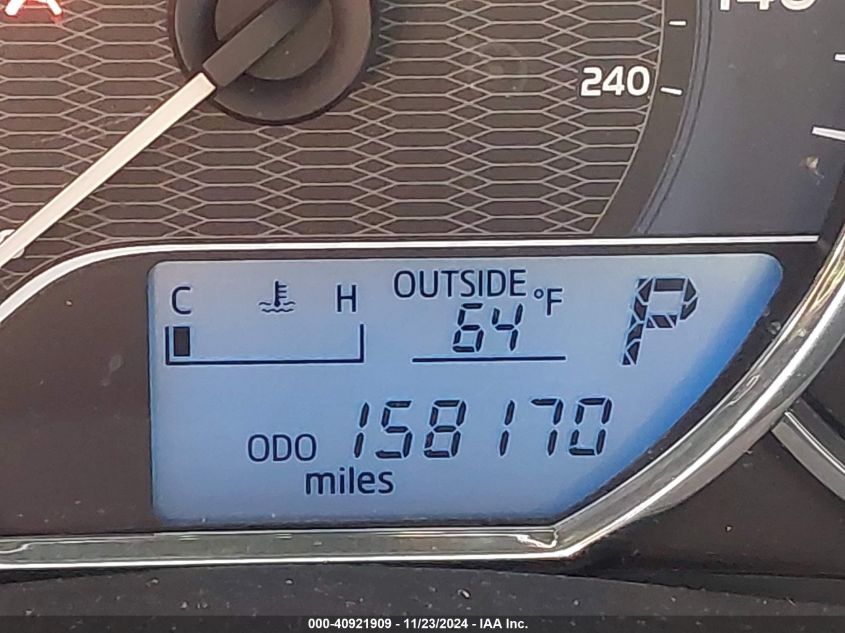 240
C H
OUTSIDE
64 °F
P
ODO 158170
miles
000-40921909 - 11/23/2024 - IAA Inc.